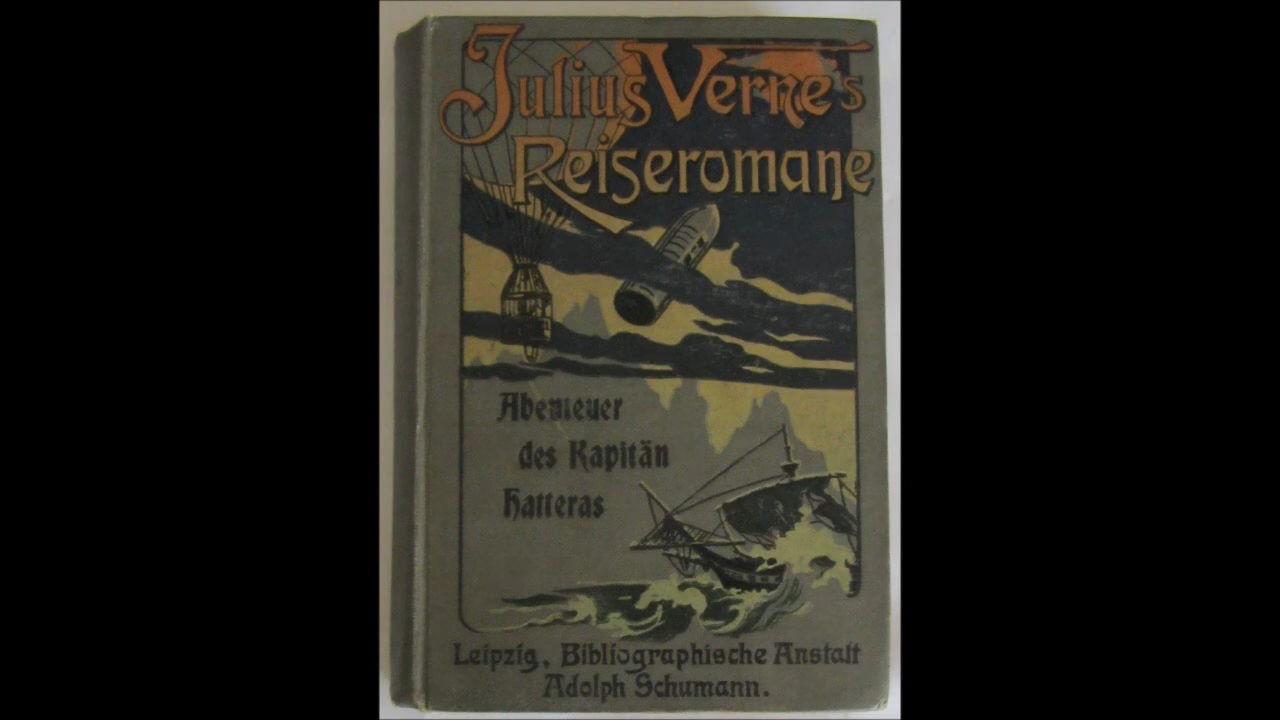 Julius Verne's
Reiseromane
Abenteuer
des Kapitän
Hatteras
Leipzig, Bibliographische Anstalt
Adolph Schumann.